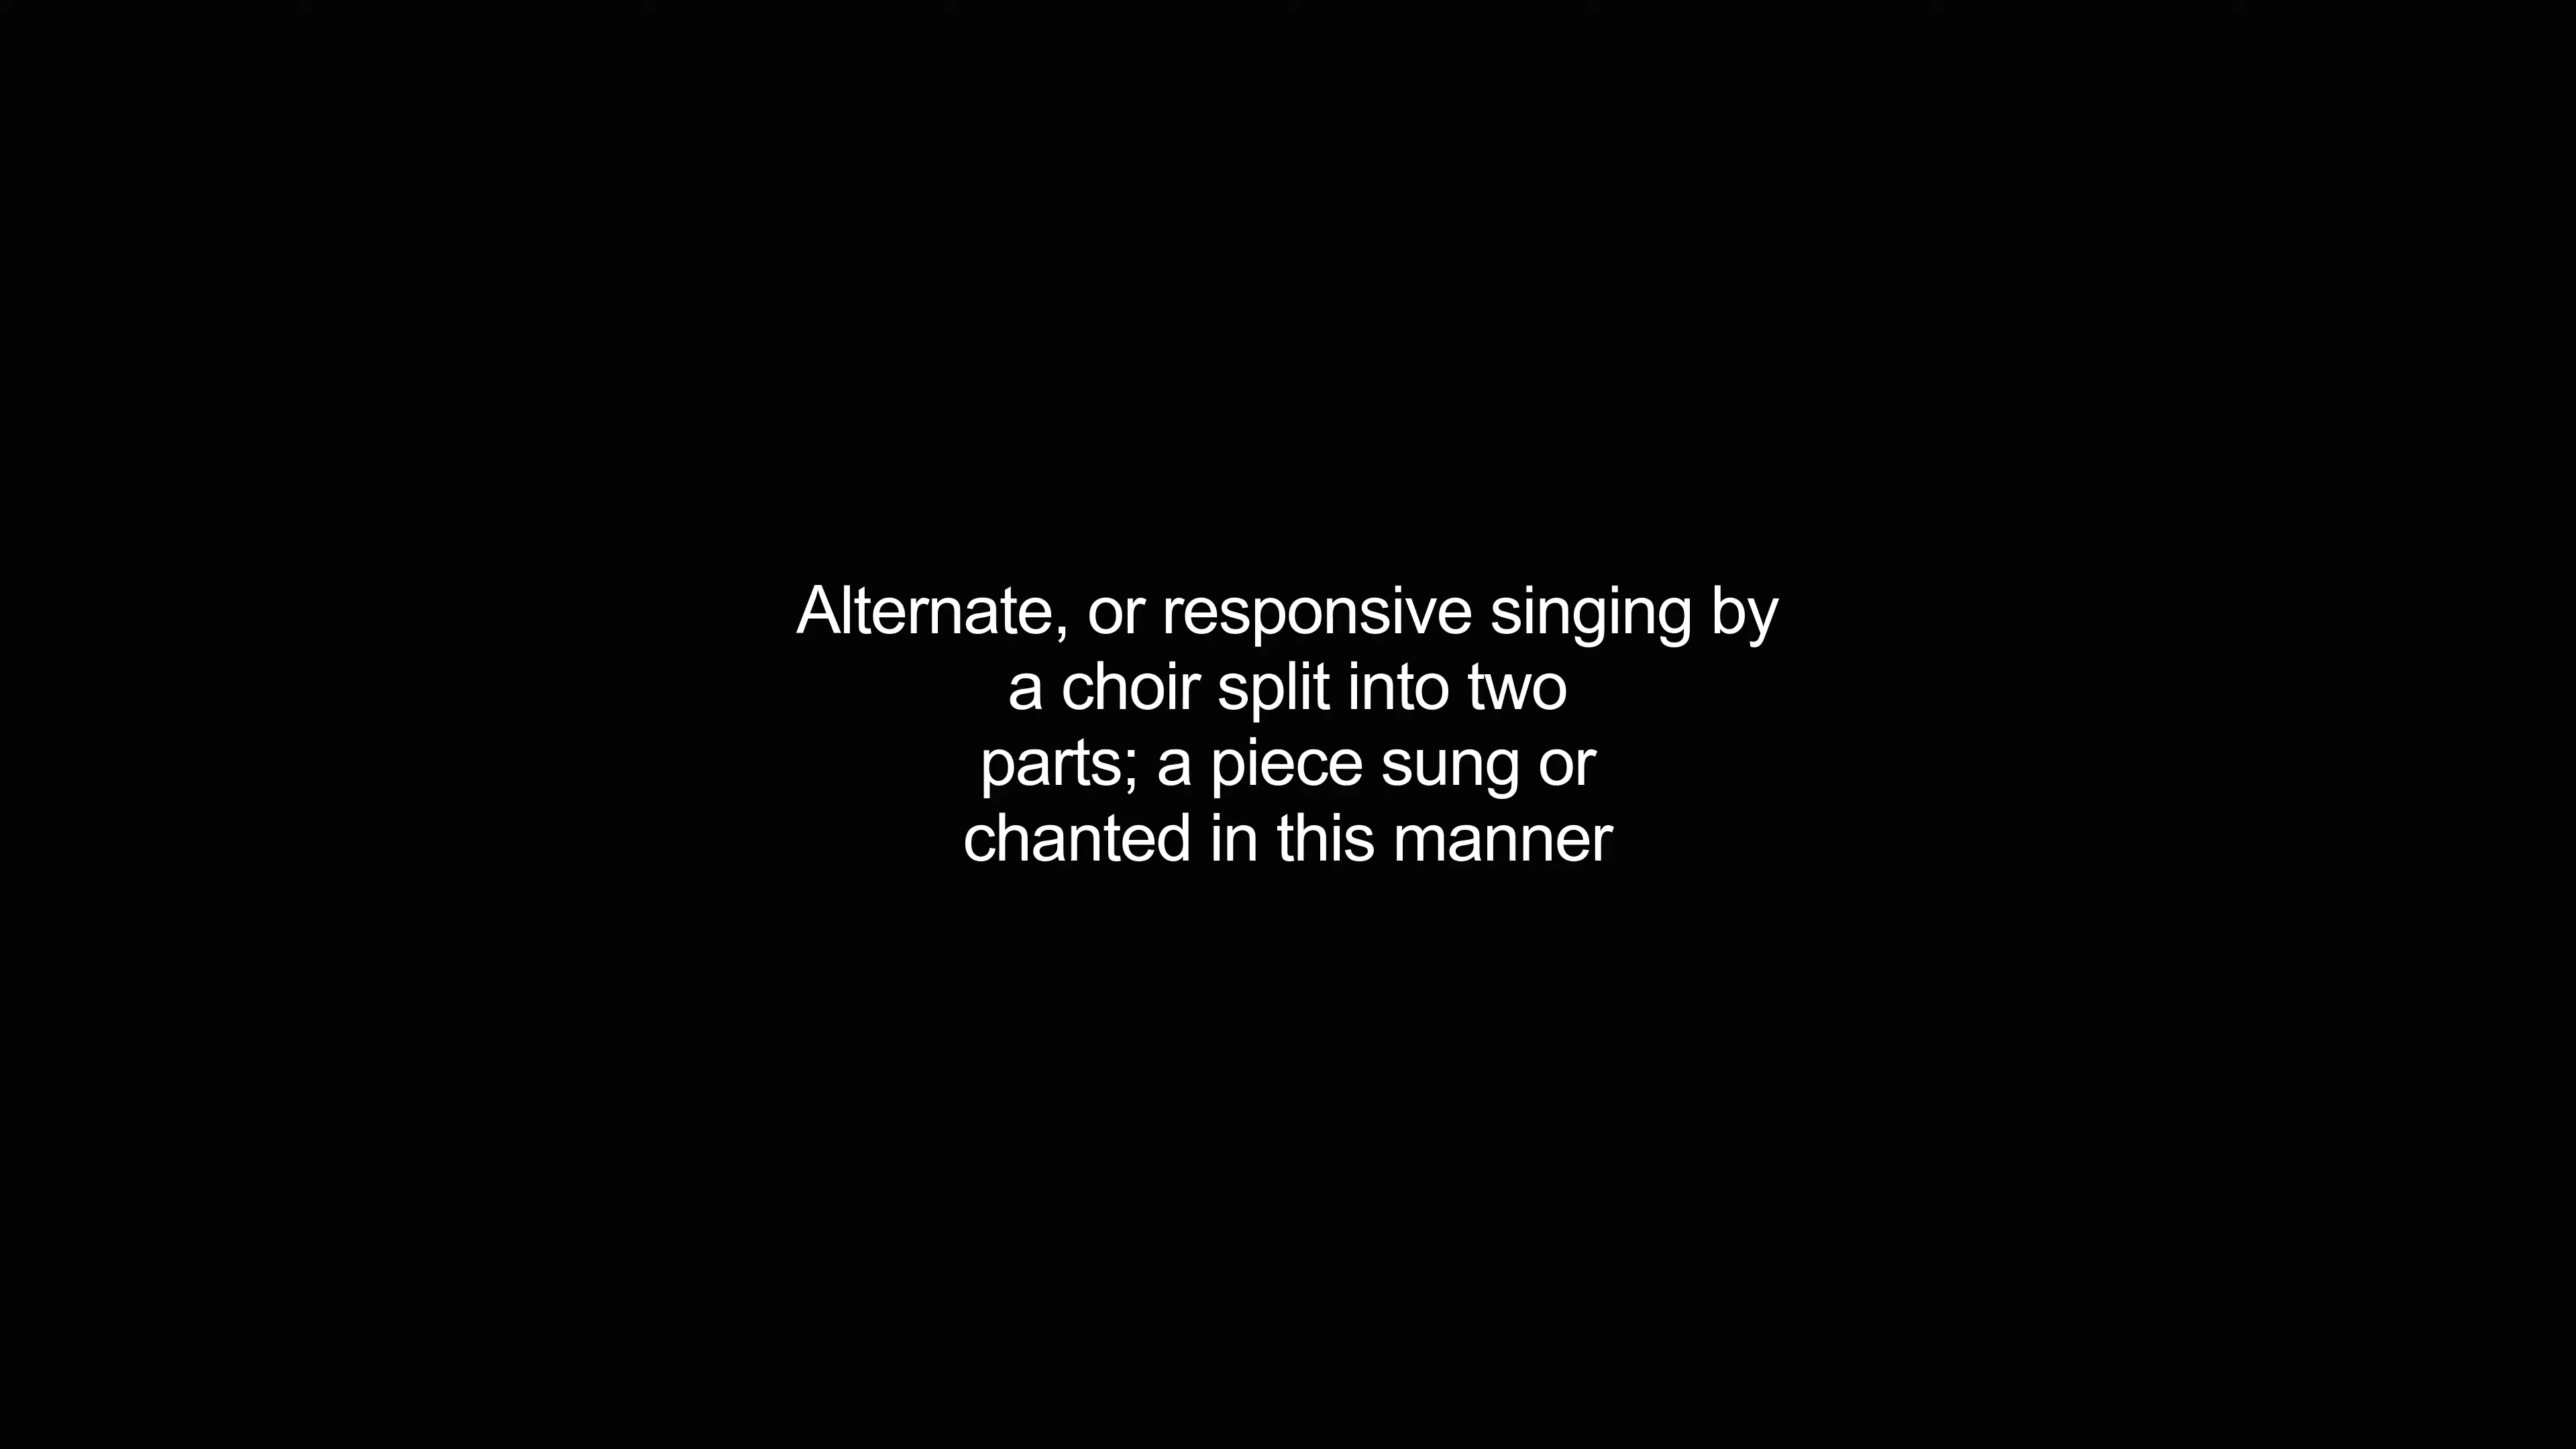 Alternate, or responsive singing by
a choir split into two
parts; a piece sung or
chanted in this manner